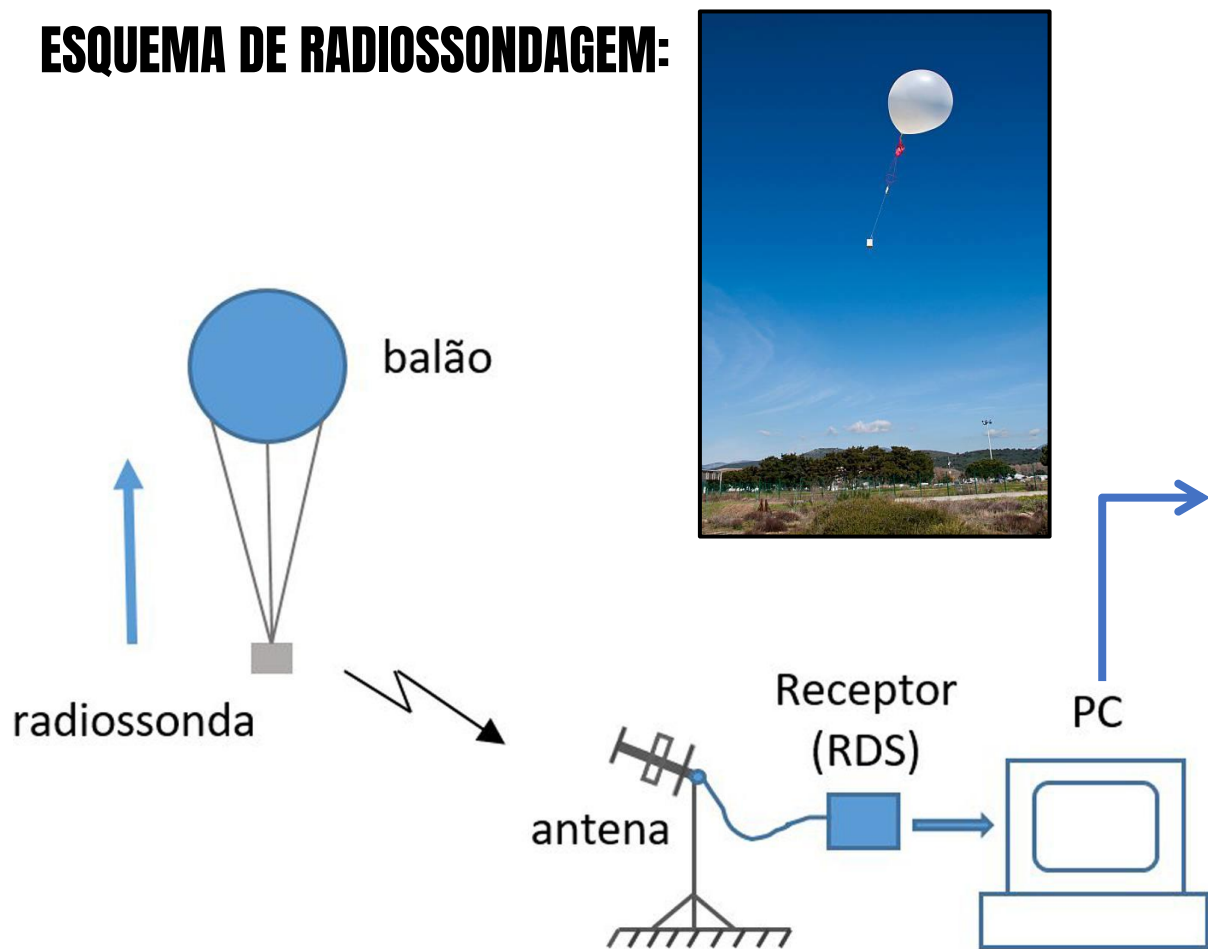 ESQUEMA DE RADIOSSONDAGEM:
balão
radiossonda
antena
Receptor
(RDS)
PC